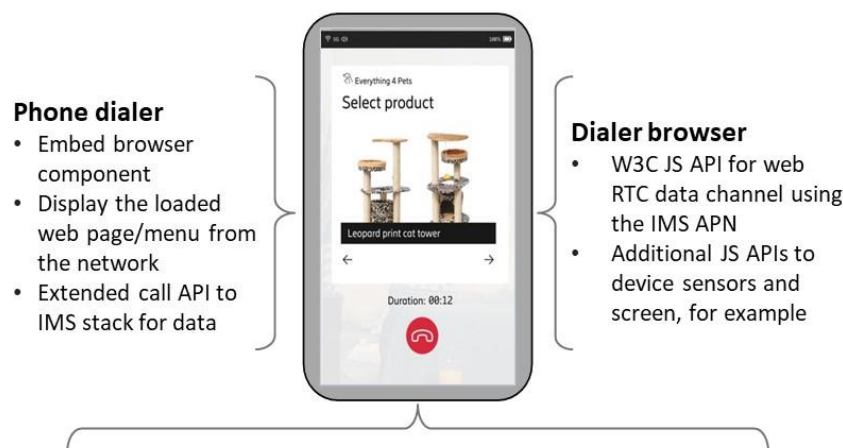 Phone dialer
• Embed browser
component
• Display the loaded
web page/menu from
the network
• Extended call API to
IMS stack for data
5G
100%
Everything 4 Pets
Select product
Leopard print cat tower
← →
Duration: 00:12
Dialer browser
• W3C JS API for web
RTC data channel using
the IMS APN
• Additional JS APIs to
device sensors and
screen, for example